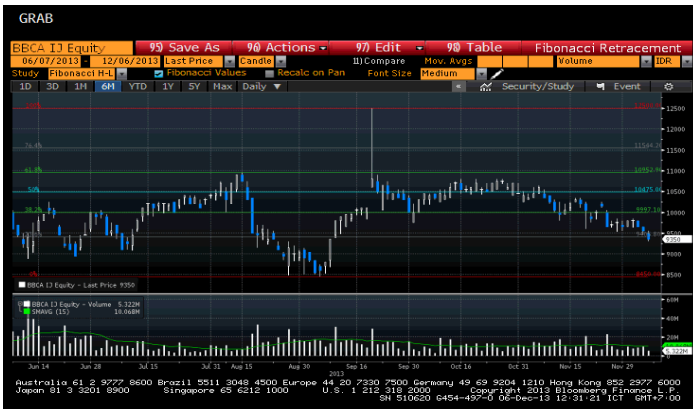 GRAB
BBCA IJ Equity 95) Save As 96) Actions 97) Edit 98) Table Fibonacci Retracement
06/07/2013 - 12/06/2013 Last Price Candle 11)Compare Mov. Avgs Volume IDR
Study Fibonacci H-L Fibonacci Values Recalc on Pan Font Size Medium
1D 3D 1M 6M YTD 1Y 5Y Max Daily ▼ « Security/Study Event
12500
76.4% 11544.2 11500
12000
61.8% 10952.9 11000
50% 10475.00 10500
38.2% 9997.10 10000
9500
9350
9000
0% 8450.00 8500
BBCA IJ Equity - Last Price 9350
BBCA IJ Equity - Volume 5.322M 60M
SMAVG (15) 10.068M
40M
20M
5.322M
Jun 14 Jun 28 Jul 15 Jul 31 Aug 15 Aug 30 Sep 16 Sep 30 Oct 16 Oct 31 Nov 15 Nov 29
2013
Australia 61 2 9777 8600 Brazil 5511 3048 4500 Europe 44 20 7330 7500 Germany 49 69 9204 1210 Hong Kong 852 2977 6000
Japan 81 3 3201 8900 Singapore 65 6212 1000 U.S. 1 212 318 2000 Copyright 2013 Bloomberg Finance L.P.
SN 510620 G454-497-0 06-Dec-13 12:31:21 ICT GMT+7:00